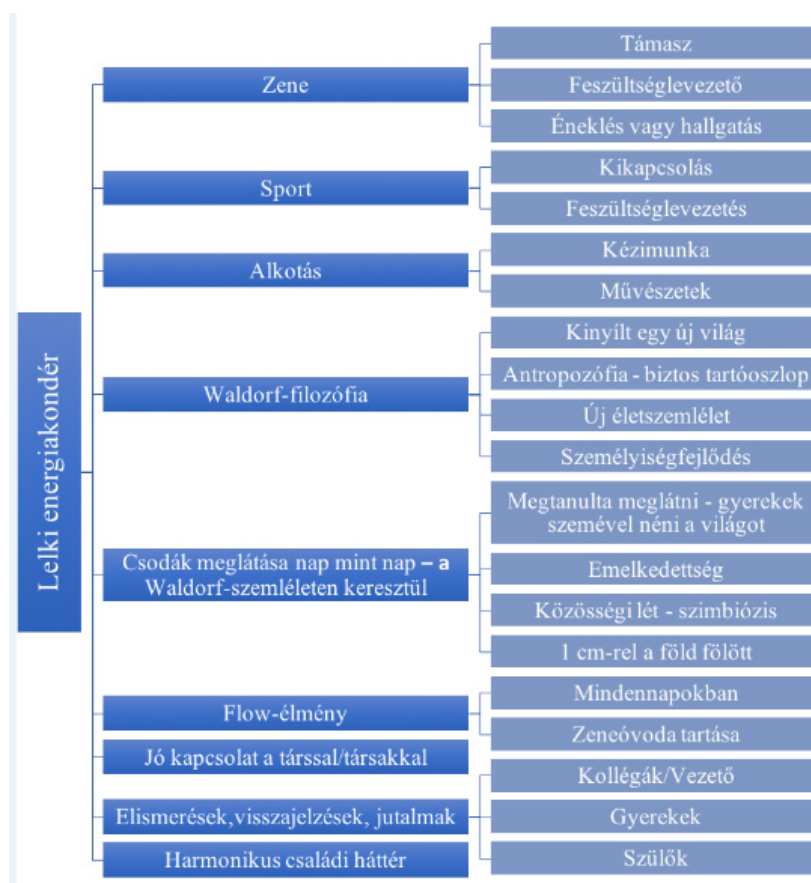 Lelki energiakondér
Zene
Támasz
Feszültséglevezető
Éneklés vagy hallgatás
Sport
Kikapcsolás
Feszültséglevezetés
Alkotás
Kézimunka
Művészetek
Waldorf-filozófia
Kinyílt egy új világ
Antropozófia - biztos tartóoszlop
Új életszemlélet
Személyiségfejlődés
Csodák meglátása nap mint nap – a
Waldorf-szemléleten keresztül
Megtanulta meglátni - gyerekek
szemével néni a világot
Emelkedettség
Közösségi lét - szimbiózis
1 cm-rel a föld fölött
Flow-élmény
Mindennapokban
Zeneóvoda tartása
Jó kapcsolat a társsal/társakkal
Elismerések,visszajelzések, jutalmak
Kollégák/Vezető
Gyerekek
Szülők
Harmonikus családi háttér